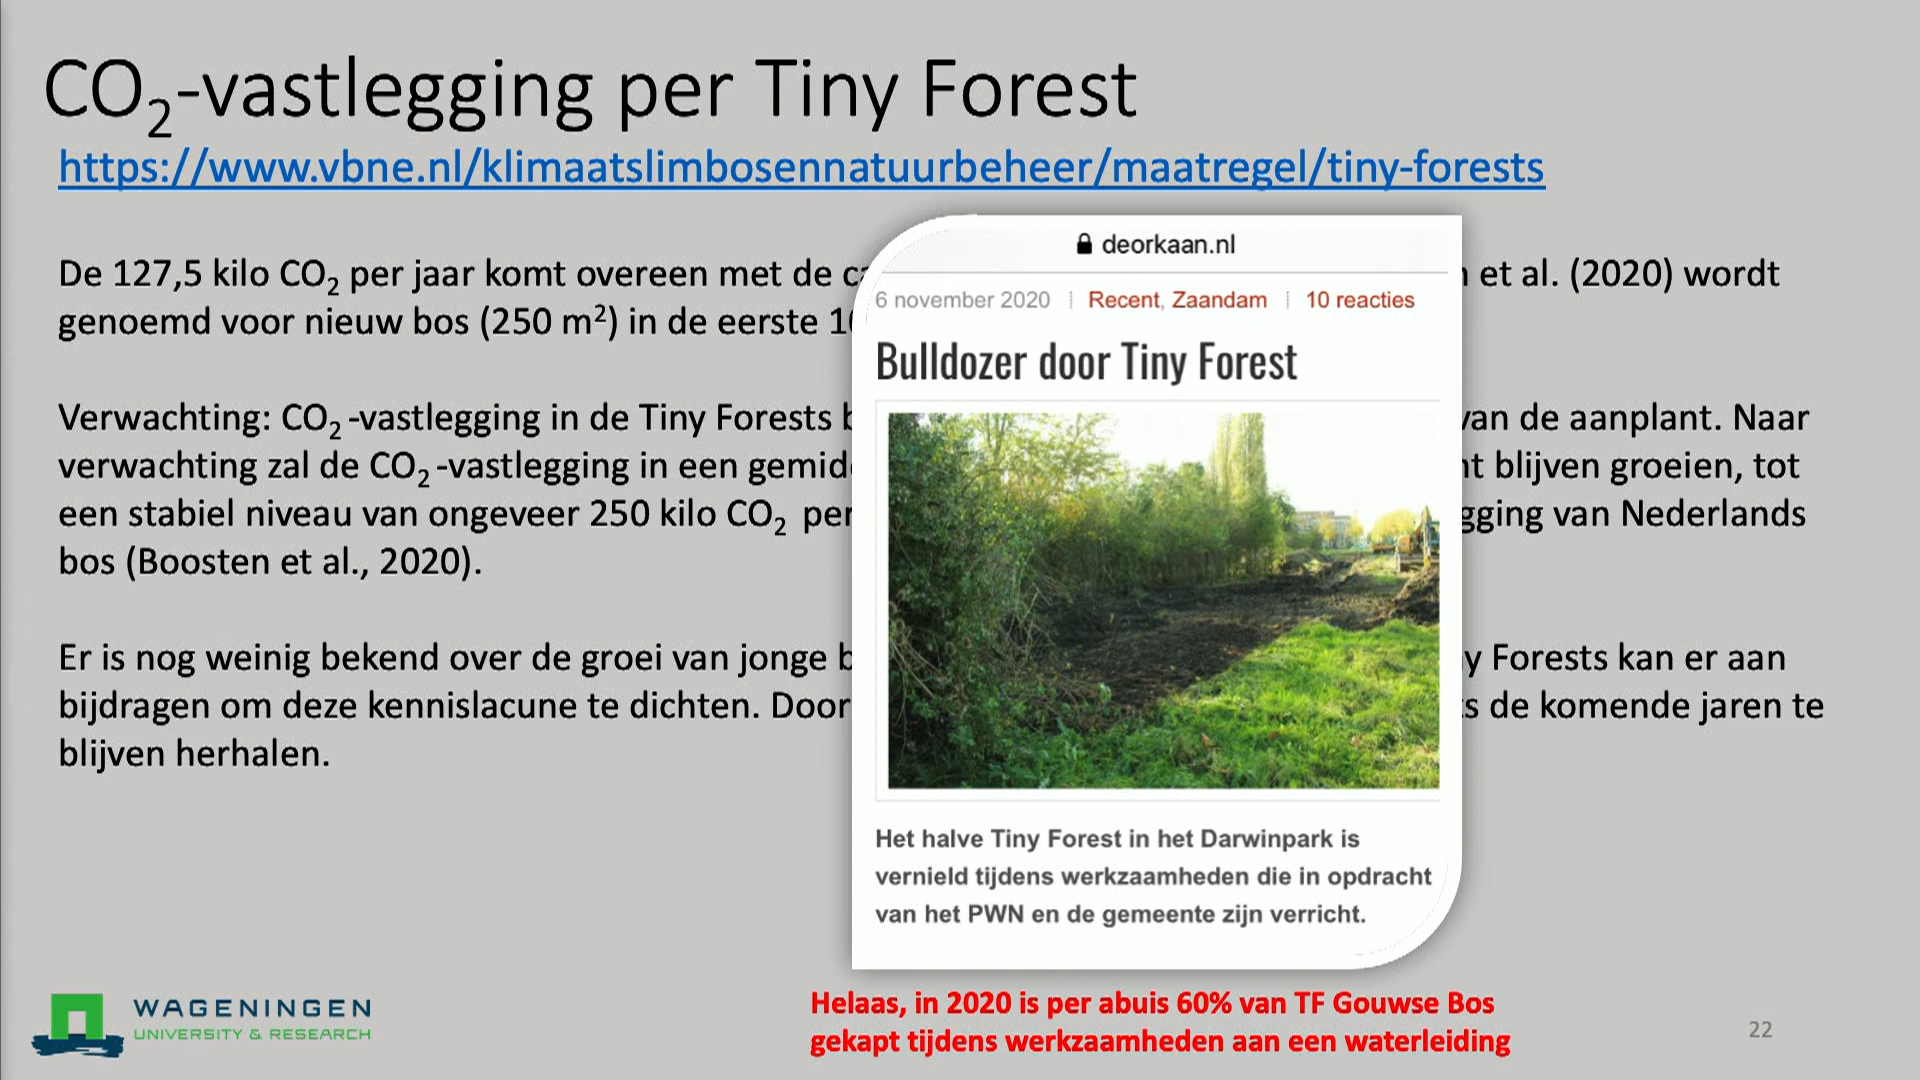 CO₂-vastlegging per Tiny Forest
https://www.vbne.nl/klimaatslimbosennatuurbeheer/maatregel/tiny-forests
De 127,5 kilo CO₂ per jaar komt overeen met de et al. (2020) wordt
genoemd voor nieuw bos (250 m²) in de eerste
Verwachting: CO₂ -vastlegging in de Tiny Forests van de aanplant. Naar
verwachting zal de CO₂ -vastlegging in een blijven groeien, tot
een stabiel niveau van ongeveer 250 kilo CO₂ van Nederlands
bos (Boosten et al., 2020).
Er is nog weinig bekend over de groei van jonge Forests kan er aan
bijdragen om deze kennislacune te dichten. Door de komende jaren te
blijven herhalen.
deorkaan.nl
6 november 2020 | Recent, Zaandam | 10 reacties
Bulldozer door Tiny Forest
Het halve Tiny Forest in het Darwinpark is
vernield tijdens werkzaamheden die in opdracht
van het PWN en de gemeente zijn verricht.
Helaas, in 2020 is per abuis 60% van TF Gouwse Bos
gekapt tijdens werkzaamheden aan een waterleiding
WAGENINGEN
UNIVERSITY & RESEARCH
22